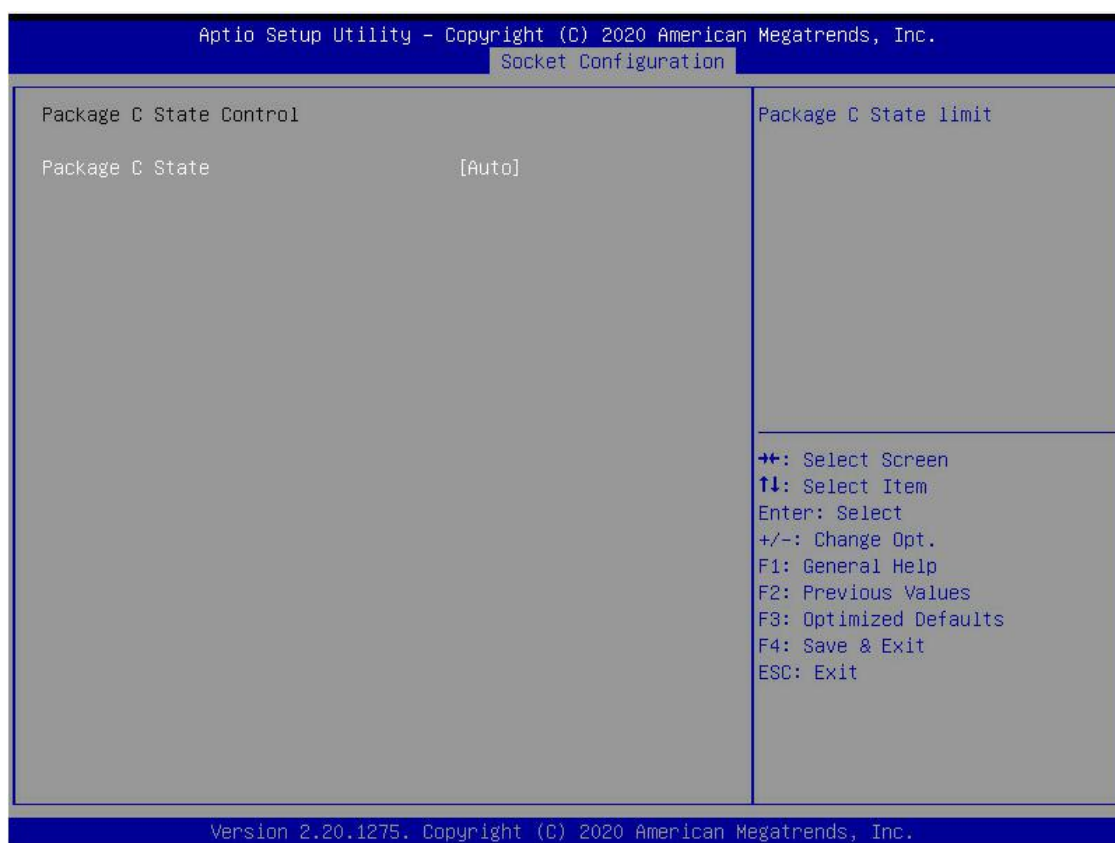 Aptio Setup Utility – Copyright (C) 2020 American Megatrends, Inc.
Socket Configuration
Package C State Control
Package C State [Auto]
Package C State limit
→←: Select Screen
↑↓: Select Item
Enter: Select
+/-: Change Opt.
F1: General Help
F2: Previous Values
F3: Optimized Defaults
F4: Save & Exit
ESC: Exit
Version 2.20.1275. Copyright (C) 2020 American Megatrends, Inc.